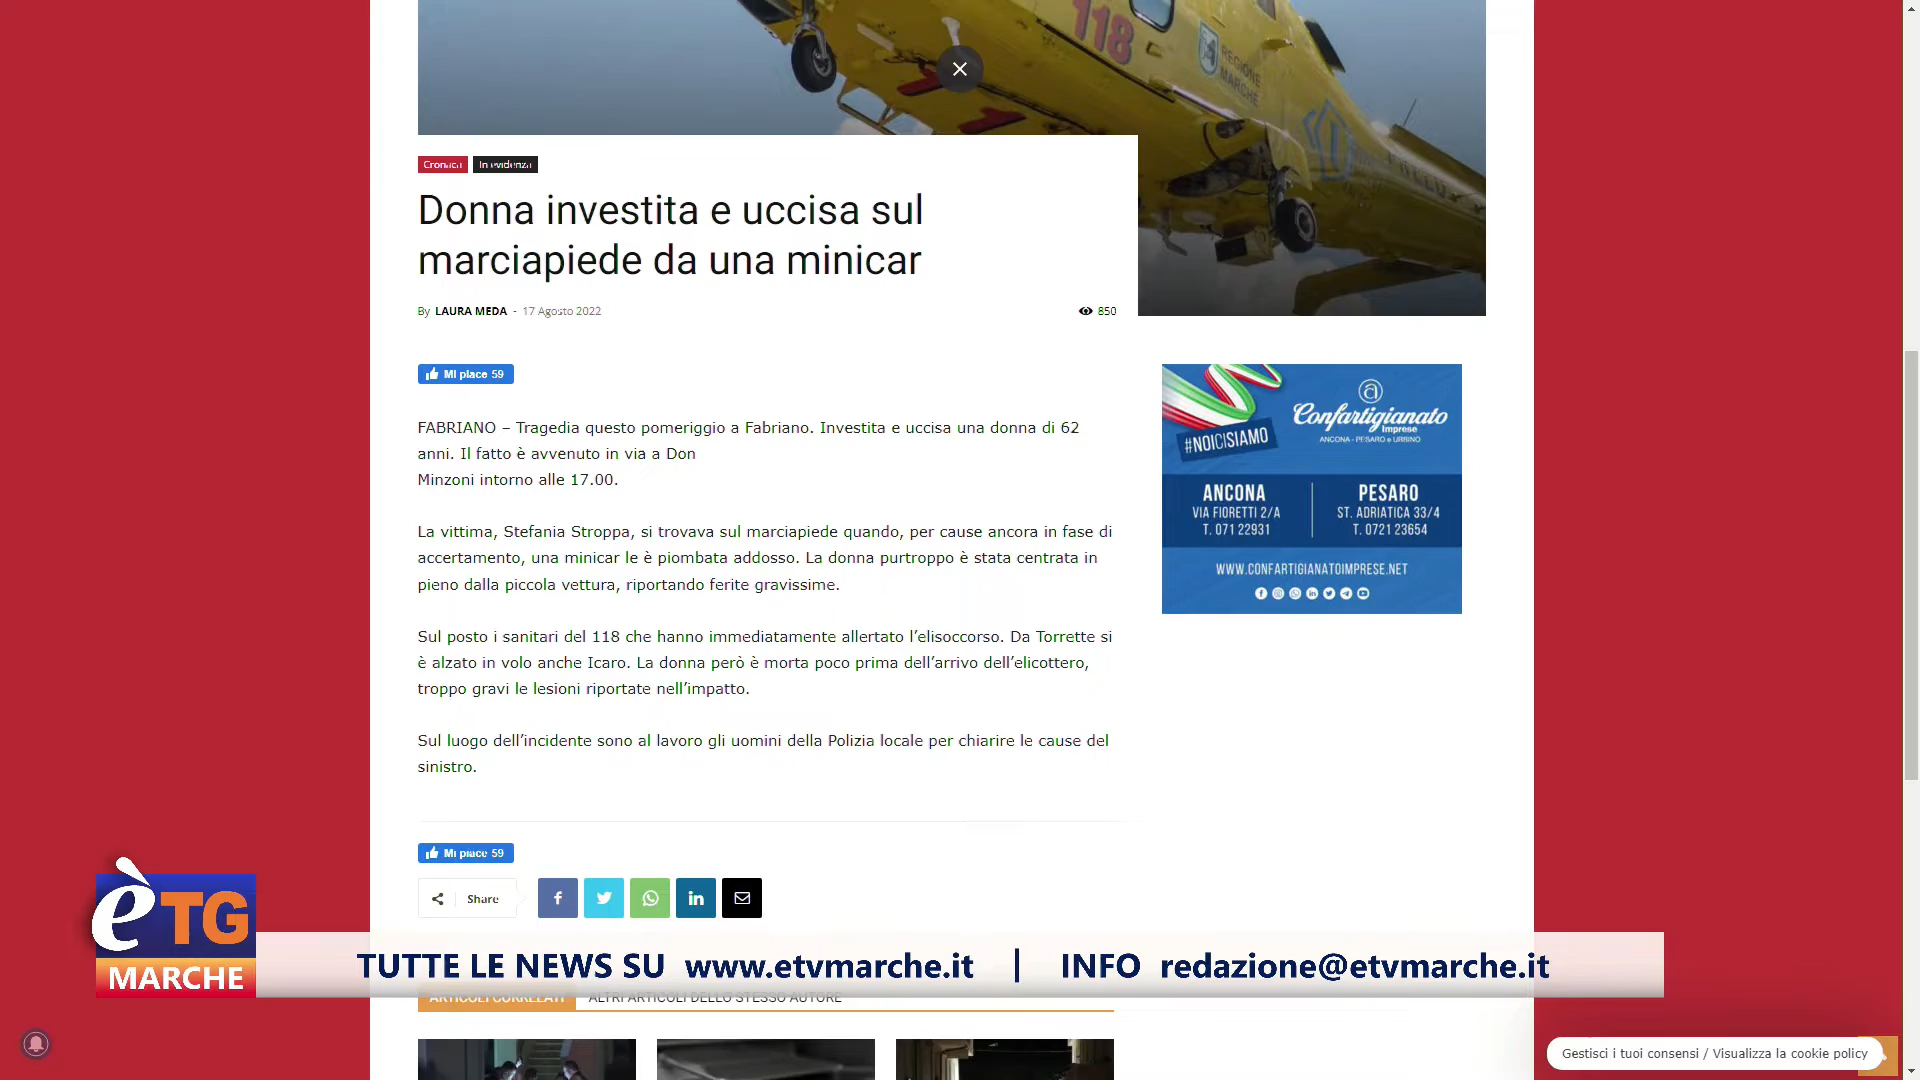 118
REGIONE
MARCHE
Cronaca In evidenza
Donna investita e uccisa sul
marciapiede da una minicar
By LAURA MEDA - 17 Agosto 2022 850
Mi piace 59
FABRIANO – Tragedia questo pomeriggio a Fabriano. Investita e uccisa una donna di 62
anni. Il fatto è avvenuto in via a Don
Minzoni intorno alle 17.00.
La vittima, Stefania Stroppa, si trovava sul marciapiede quando, per cause ancora in fase di
accertamento, una minicar le è piombata addosso. La donna purtroppo è stata centrata in
pieno dalla piccola vettura, riportando ferite gravissime.
Sul posto i sanitari del 118 che hanno immediatamente allertato l’elisoccorso. Da Torrette si
è alzato in volo anche Icaro. La donna però è morta poco prima dell’arrivo dell’elicottero,
troppo gravi le lesioni riportate nell’impatto.
Sul luogo dell’incidente sono al lavoro gli uomini della Polizia locale per chiarire le cause del
sinistro.
#NOICISIAMO
Confartigianato
Imprese
ANCONA - PESARO e URBINO
ANCONA
VIA FIORETTI 2/A
T. 071 22931
PESARO
ST. ADRIATICA 33/4
T. 0721 23654
WWW.CONFARTIGIANATOIMPRESE.NET
Mi piace 59
Share
è TG
MARCHE
TUTTE LE NEWS SU www.etvmarche.it | INFO redazione@etvmarche.it
ARTICOLI CORRELATI ALTRI ARTICOLI DELLO STESSO AUTORE
Gestisci i tuoi consensi / Visualizza la cookie policy